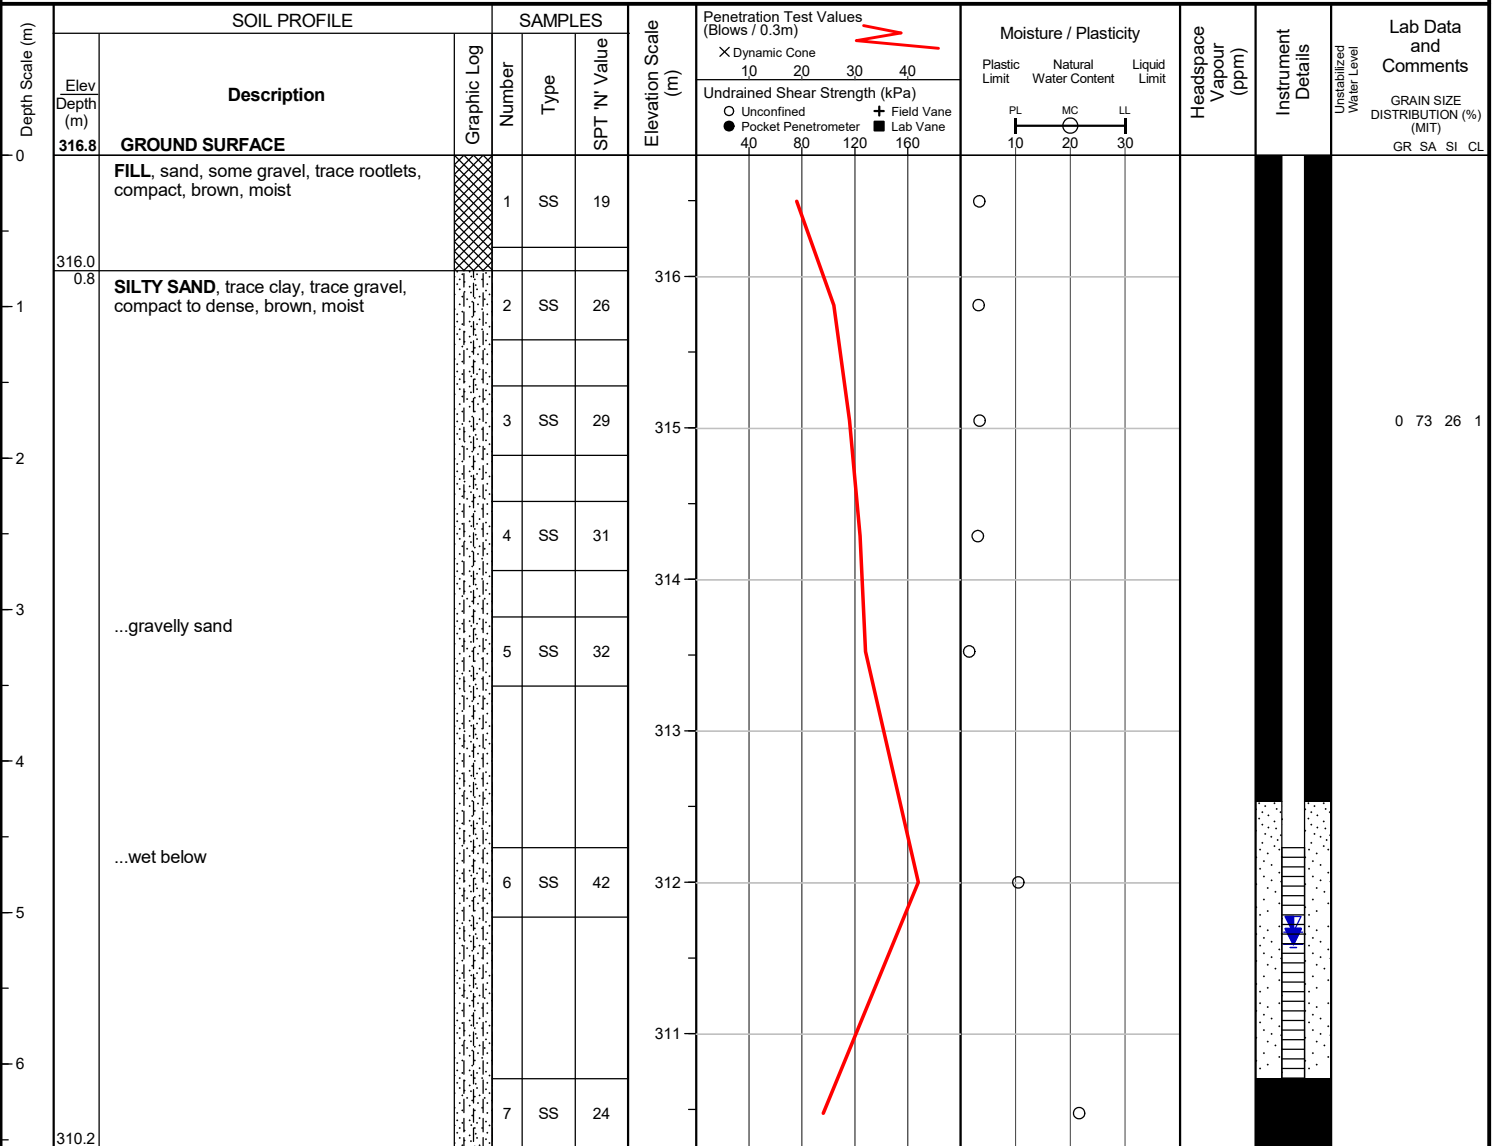 Depth Scale (m)
SOIL PROFILE
Elev
Depth
(m)
316.8
Description
GROUND SURFACE
Graphic Log
SAMPLES
Number
Type
SPT 'N' Value
Elevation Scale
(m)
Penetration Test Values
(Blows / 0.3m)
× Dynamic Cone
10 20 30 40
Undrained Shear Strength (kPa)
Unconfined + Field Vane
Pocket Penetrometer Lab Vane
40 80 120 160
Moisture / Plasticity
Plastic Natural Liquid
Limit Water Content Limit
PL MC LL
10 20 30
Headspace
Vapour
(ppm)
Instrument
Details
Unstabilized
Water Level
Lab Data
and
Comments
GRAIN SIZE
DISTRIBUTION (%)
(MIT)
GR SA SI CL
0
FILL, sand, some gravel, trace rootlets,
compact, brown, moist
1 SS 19
316.0
0.8
316
SILTY SAND, trace clay, trace gravel,
compact to dense, brown, moist
1
2 SS 26
3 SS 29
315
0 73 26 1
2
4 SS 31
314
3
...gravelly sand
5 SS 32
313
4
...wet below
6 SS 42
312
5
311
6
7 SS 24
310.2